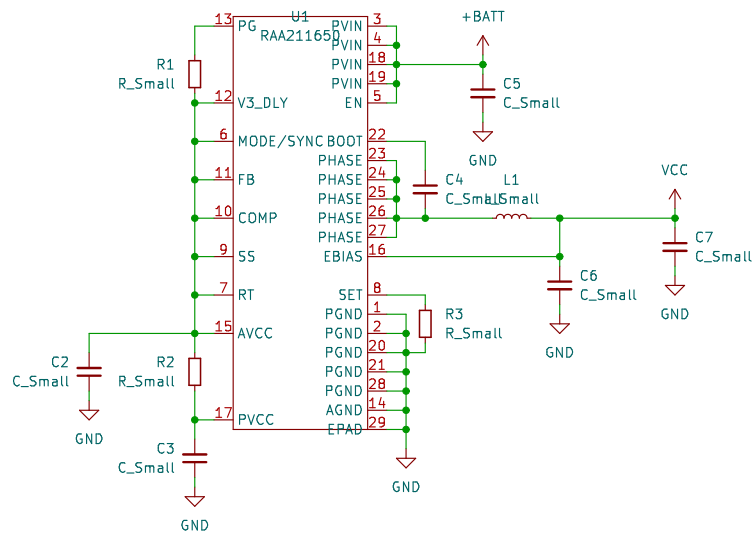 U1
RAA211650
+BATT
13 PG PVIN 3
PVIN 4
R1
R_Small
PVIN 18
PVIN 19
C5
C_Small
12 V3_DLY EN 5
6 MODE/SYNC BOOT 22
GND
PHASE 23
11 FB PHASE 24
C4
C_Small
L1
L_Small
VCC
PHASE 25
10 COMP PHASE 26
PHASE 27
C7
C_Small
9 SS EBIAS 16
C6
C_Small
7 RT SET 8
PGND 1
R3
R_Small
GND
15 AVCC PGND 2
PGND 20
GND
C2
C_Small
R2
R_Small
PGND 21
PGND 28
17 PVCC AGND 14
EPAD 29
GND
C3
C_Small
GND
GND